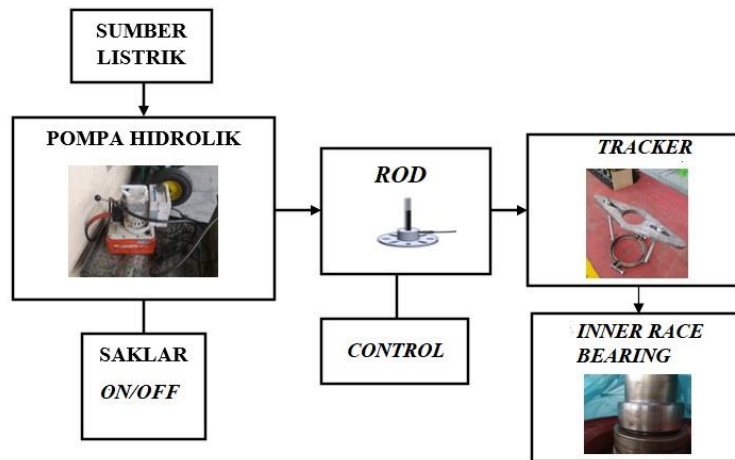 SUMBER
LISTRIK
POMPA HIDROLIK
SAKLAR
ON/OFF
ROD
CONTROL
TRACKER
INNER RACE
BEARING